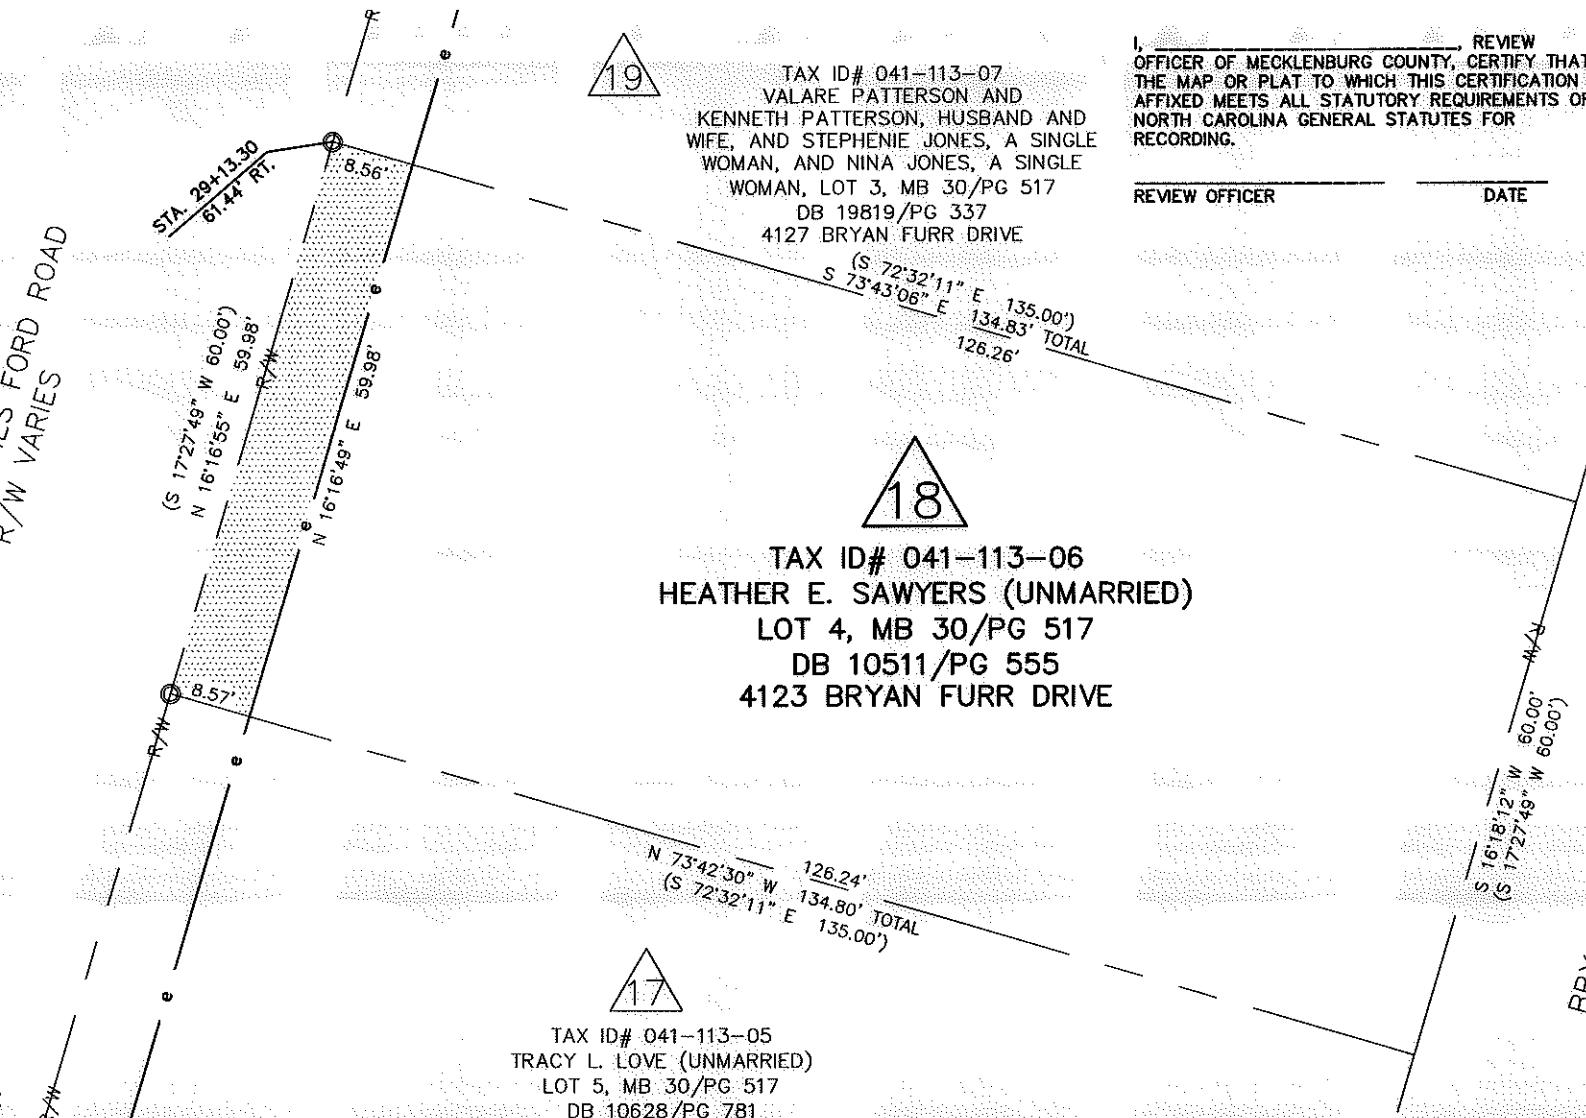 19
TAX ID# 041-113-07
VALARE PATTERSON AND
KENNETH PATTERSON, HUSBAND AND
WIFE, AND STEPHENIE JONES, A SINGLE
WOMAN, AND NINA JONES, A SINGLE
WOMAN, LOT 3, MB 30/PG 517
DB 19819/PG 337
4127 BRYAN FURR DRIVE
I, ____________________, REVIEW
OFFICER OF MECKLENBURG COUNTY, CERTIFY THAT
THE MAP OR PLAT TO WHICH THIS CERTIFICATION
AFFIXED MEETS ALL STATUTORY REQUIREMENTS OF
NORTH CAROLINA GENERAL STATUTES FOR
RECORDING.
REVIEW OFFICER DATE
STA. 29+13.30
61.44' RT.
8.56'
e
FORD ROAD
R/W VARIES
(S 17°27'49" W 60.00')
N 16°16'55" E 59.98'
R/W
e
N 16°16'49" E 59.98'
e
(S 72°32'11" E 135.00')
S 73°43'06" E 134.83' TOTAL
126.26'
18
TAX ID# 041-113-06
HEATHER E. SAWYERS (UNMARRIED)
LOT 4, MB 30/PG 517
DB 10511/PG 555
4123 BRYAN FURR DRIVE
8.57'
R/W
e
R/W
S 16°18'12" W 60.00'
(S 17°27'49" W 60.00')
126.24'
N 73°42'30" W 134.80' TOTAL
(S 72°32'11" E 135.00')
e
17
TAX ID# 041-113-05
TRACY L. LOVE (UNMARRIED)
LOT 5, MB 30/PG 517
DB 10628/PG 781